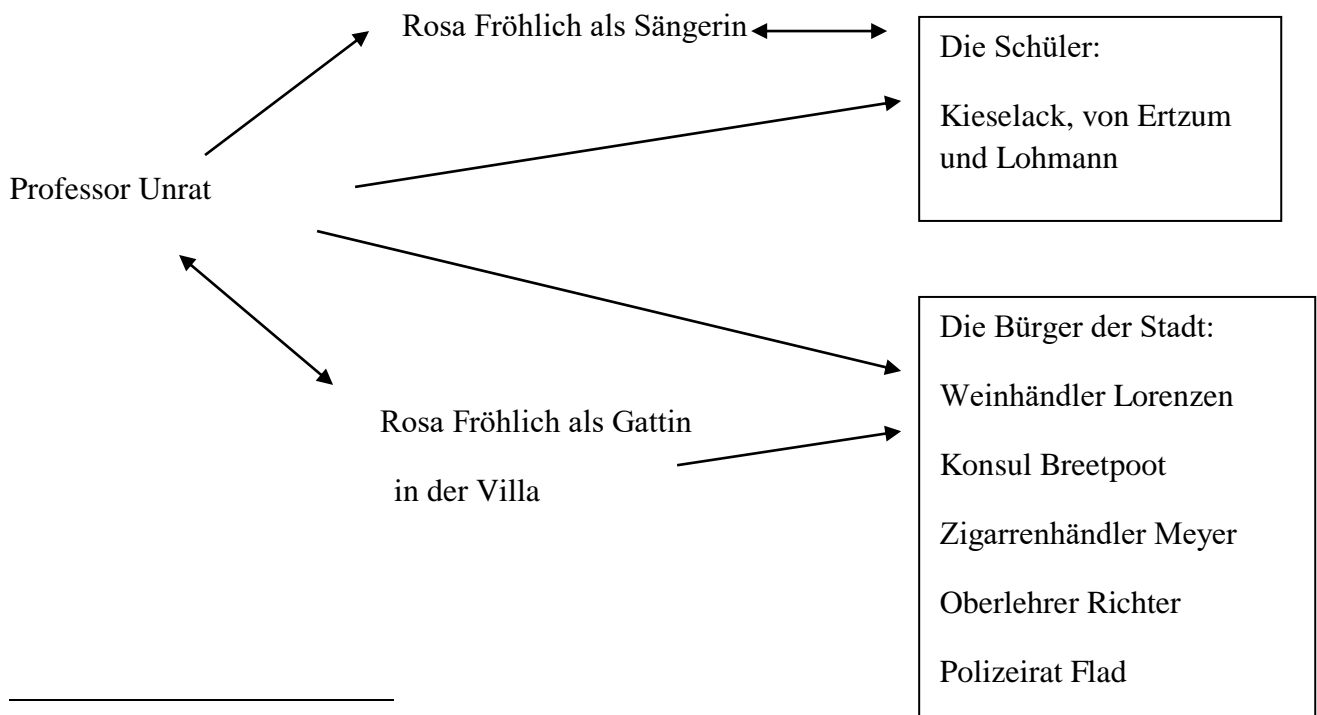 Rosa Fröhlich als Sängerin
Die Schüler:
Kieselack, von Ertzum
und Lohmann
Professor Unrat
Rosa Fröhlich als Gattin
in der Villa
Die Bürger der Stadt:
Weinhändler Lorenzen
Konsul Breetpoot
Zigarrenhändler Meyer
Oberlehrer Richter
Polizeirat Flad